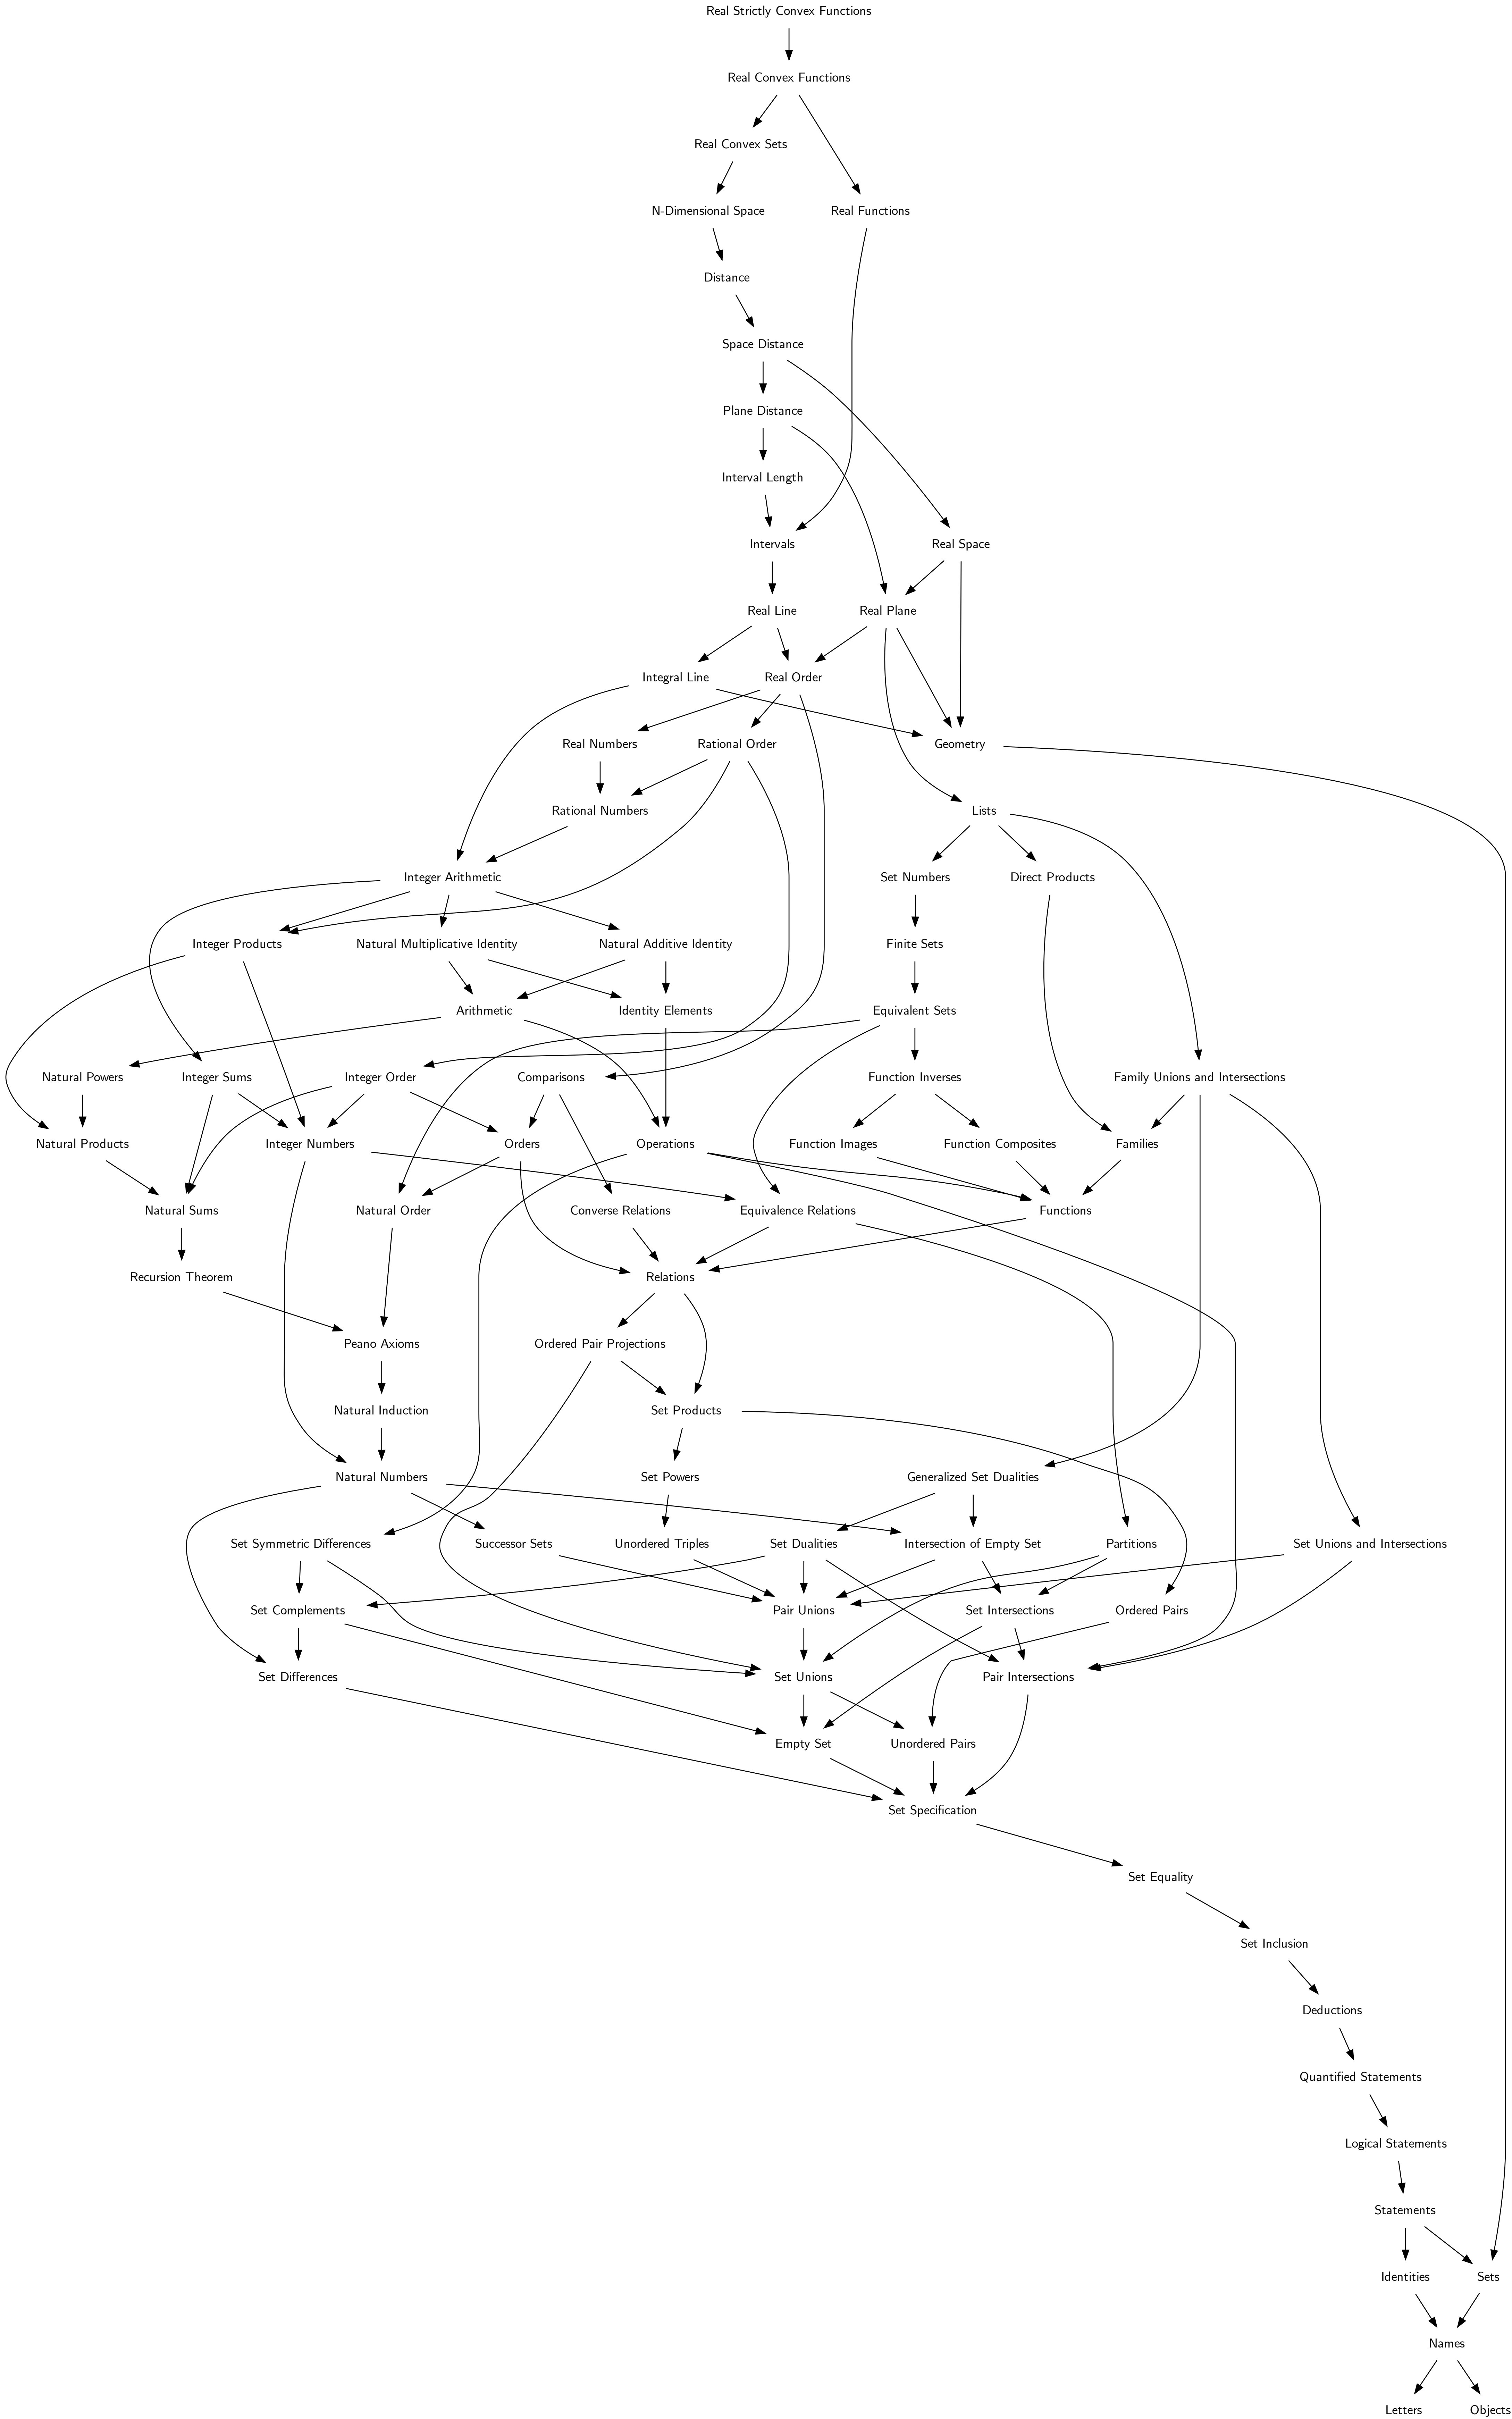 Real Strictly Convex Functions
Real Convex Functions
Real Convex Sets
N-Dimensional Space
Real Functions
Distance
Space Distance
Plane Distance
Interval Length
Intervals
Real Space
Real Line
Real Plane
Integral Line
Real Order
Real Numbers
Rational Order
Geometry
Rational Numbers
Lists
Integer Arithmetic
Set Numbers
Direct Products
Integer Products
Natural Multiplicative Identity
Natural Additive Identity
Finite Sets
Arithmetic
Identity Elements
Equivalent Sets
Natural Powers
Integer Sums
Integer Order
Comparisons
Function Inverses
Family Unions and Intersections
Natural Products
Integer Numbers
Orders
Operations
Function Images
Function Composites
Families
Natural Sums
Natural Order
Converse Relations
Equivalence Relations
Functions
Recursion Theorem
Relations
Peano Axioms
Ordered Pair Projections
Natural Induction
Set Products
Natural Numbers
Set Powers
Generalized Set Dualities
Set Symmetric Differences
Successor Sets
Unordered Triples
Set Dualities
Intersection of Empty Set
Partitions
Set Unions and Intersections
Set Complements
Pair Unions
Set Intersections
Ordered Pairs
Set Differences
Set Unions
Pair Intersections
Empty Set
Unordered Pairs
Set Specification
Set Equality
Set Inclusion
Deductions
Quantified Statements
Logical Statements
Statements
Identities
Sets
Names
Letters
Objects